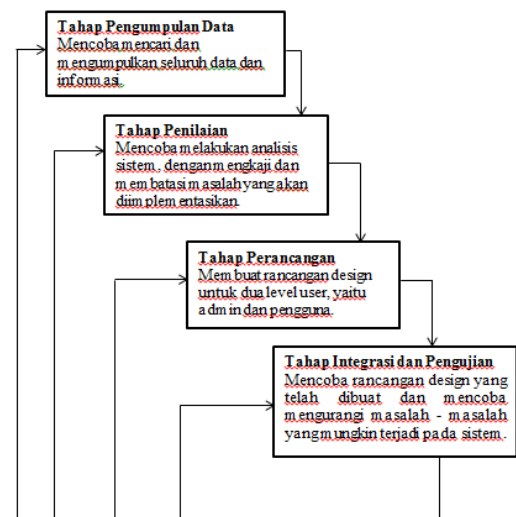 Tahap Pengumpulan Data
Mencoba mencari dan
mengumpulkan seluruh data dan
informasi.
Tahap Penilaian
Mencoba melakukan analisis
sistem, dengan mengkaji dan
membatasi masalah yang akan
diimplementasikan.
Tahap Perancangan
Membuat rancangan design
untuk dua level user, yaitu
admin dan pengguna.
Tahap Integrasi dan Pengujian
Mencoba rancangan design yang
telah dibuat dan mencoba
mengurangi masalah - masalah
yang mungkin terjadi pada sistem.